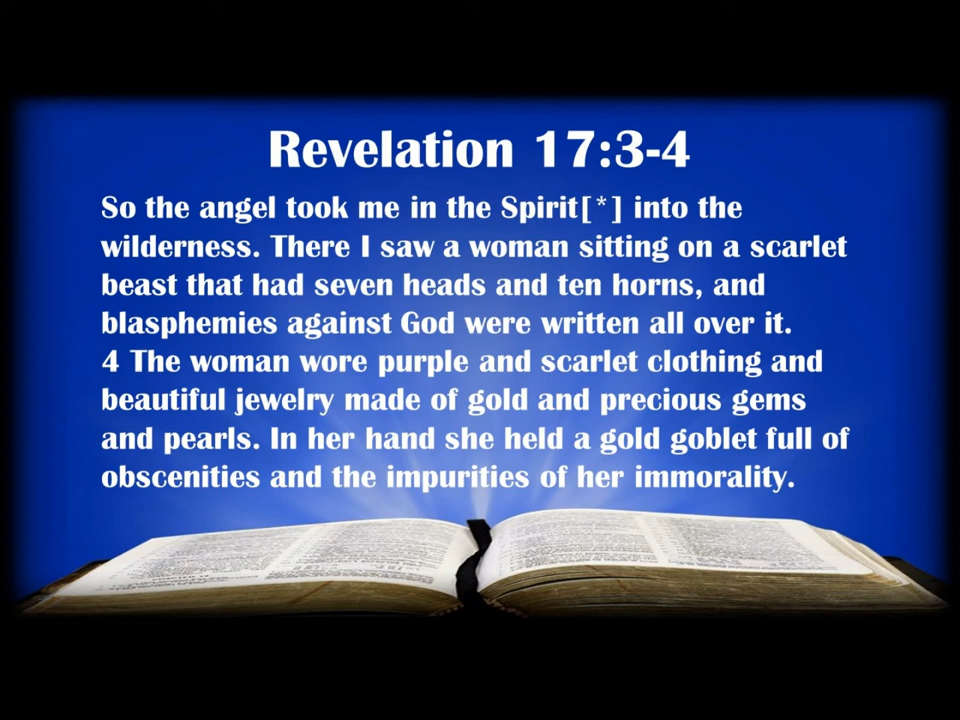 Revelation 17:3-4
So the angel took me in the Spirit[*] into the
wilderness. There I saw a woman sitting on a scarlet
beast that had seven heads and ten horns, and
blasphemies against God were written all over it.
4 The woman wore purple and scarlet clothing and
beautiful jewelry made of gold and precious gems
and pearls. In her hand she held a gold goblet full of
obscenities and the impurities of her immorality.